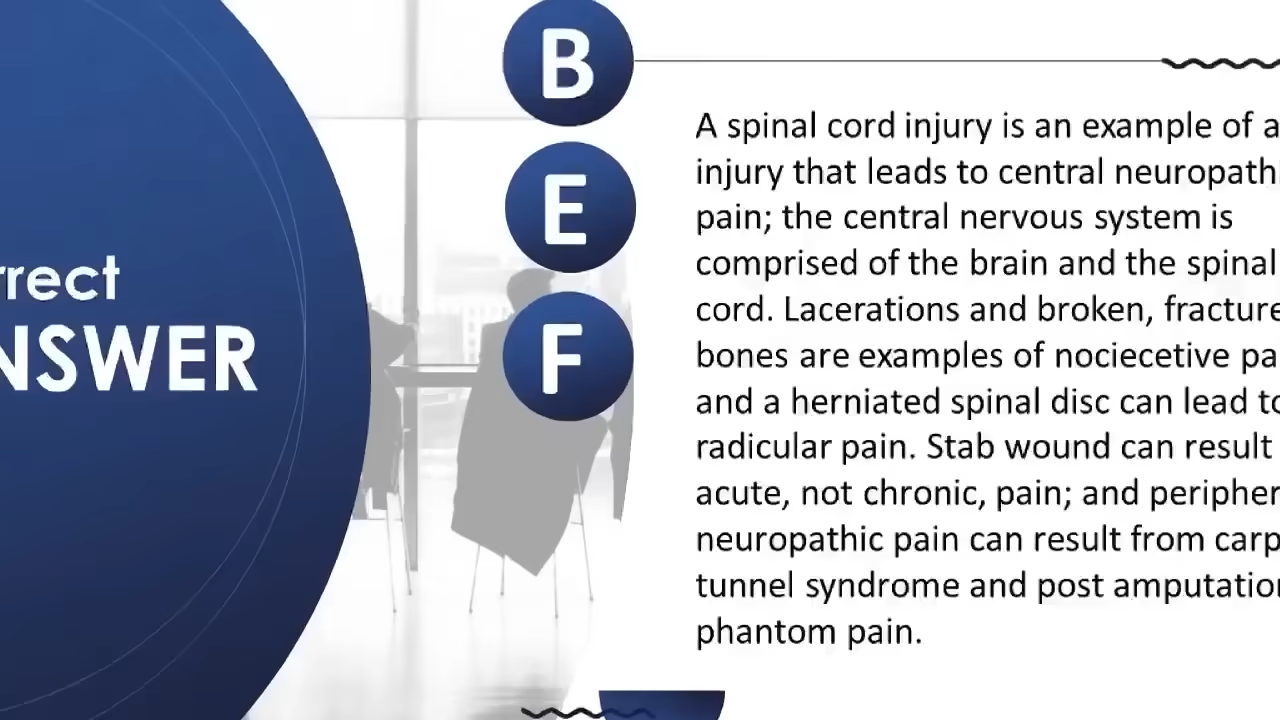 B
E
F
rrect
NSWER
A spinal cord injury is an example of a
injury that leads to central neuropath
pain; the central nervous system is
comprised of the brain and the spinal
cord. Lacerations and broken, fracture
bones are examples of nociecetive pa
and a herniated spinal disc can lead to
radicular pain. Stab wound can result
acute, not chronic, pain; and peripher
neuropathic pain can result from carp
tunnel syndrome and post amputation
phantom pain.